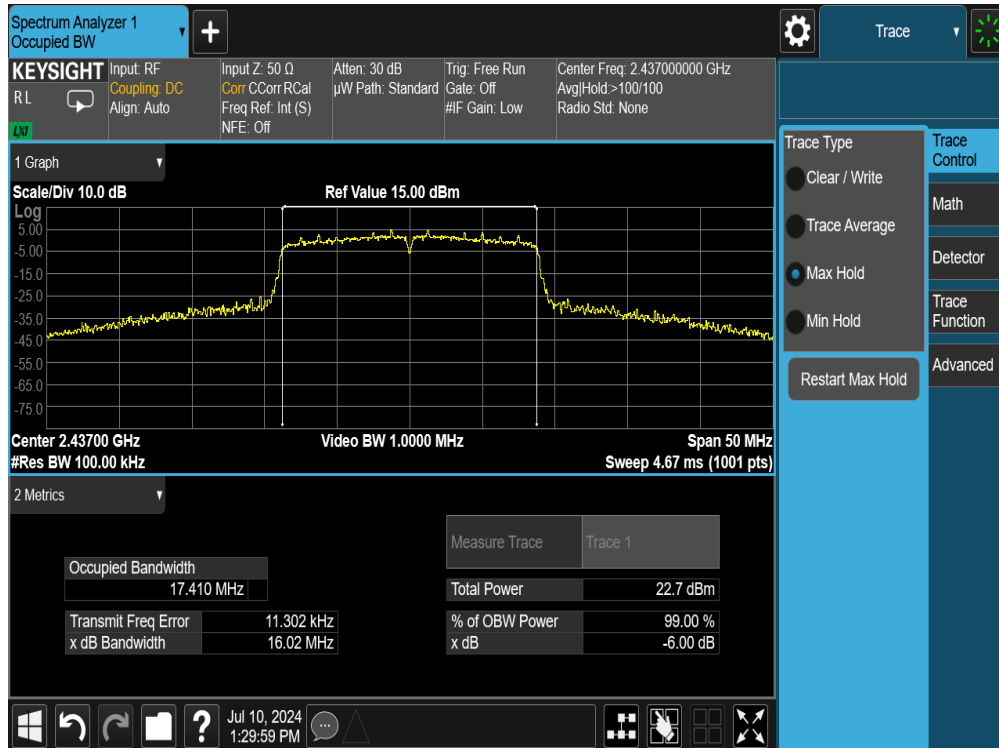 Spectrum Analyzer 1
Occupied BW
+
Trace
KEYSIGHT
R L
LXI
Input: RF
Coupling: DC
Align: Auto
Input Z: 50 Ω
Corr CCorr RCal
Freq Ref: Int (S)
NFE: Off
Atten: 30 dB
µW Path: Standard
Trig: Free Run
Gate: Off
#IF Gain: Low
Center Freq: 2.437000000 GHz
Avg|Hold:>100/100
Radio Std: None
1 Graph
Scale/Div 10.0 dB
Ref Value 15.00 dBm
Log
5.00
-5.00
-15.0
-25.0
-35.0
-45.0
-55.0
-65.0
-75.0
Center 2.43700 GHz
Video BW 1.0000 MHz
Span 50 MHz
#Res BW 100.00 kHz
Sweep 4.67 ms (1001 pts)
2 Metrics
Measure Trace
Trace 1
Occupied Bandwidth
17.410 MHz
Total Power
22.7 dBm
Transmit Freq Error
11.302 kHz
% of OBW Power
99.00 %
x dB Bandwidth
16.02 MHz
x dB
-6.00 dB
Trace Type
Clear / Write
Trace Average
Max Hold
Min Hold
Restart Max Hold
Trace
Control
Math
Detector
Trace
Function
Advanced
?
Jul 10, 2024
1:29:59 PM